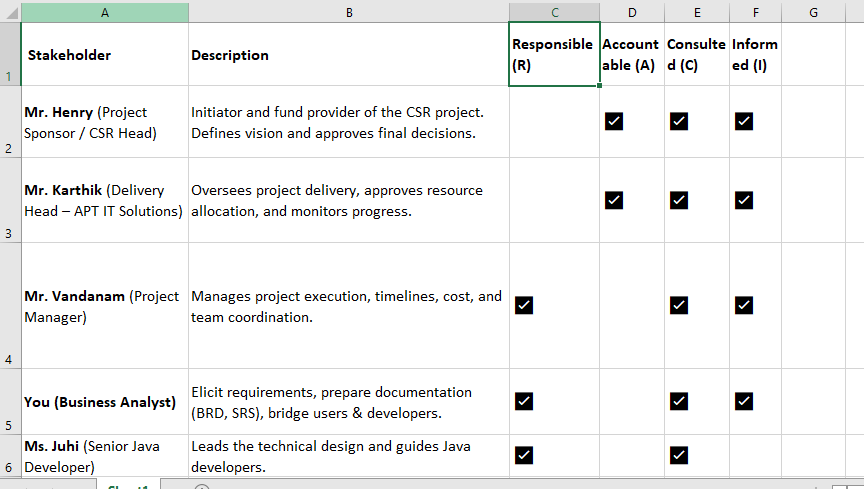 A B C D E F G
1 Stakeholder Description Responsible (R) Accountable (A) Consulted (C) Informed (I)
2 Mr. Henry (Project Sponsor / CSR Head) Initiator and fund provider of the CSR project. Defines vision and approves final decisions.
3 Mr. Karthik (Delivery Head – APT IT Solutions) Oversees project delivery, approves resource allocation, and monitors progress.
4 Mr. Vandanam (Project Manager) Manages project execution, timelines, cost, and team coordination.
5 You (Business Analyst) Elicit requirements, prepare documentation (BRD, SRS), bridge users & developers.
6 Ms. Juhi (Senior Java Developer) Leads the technical design and guides Java developers.